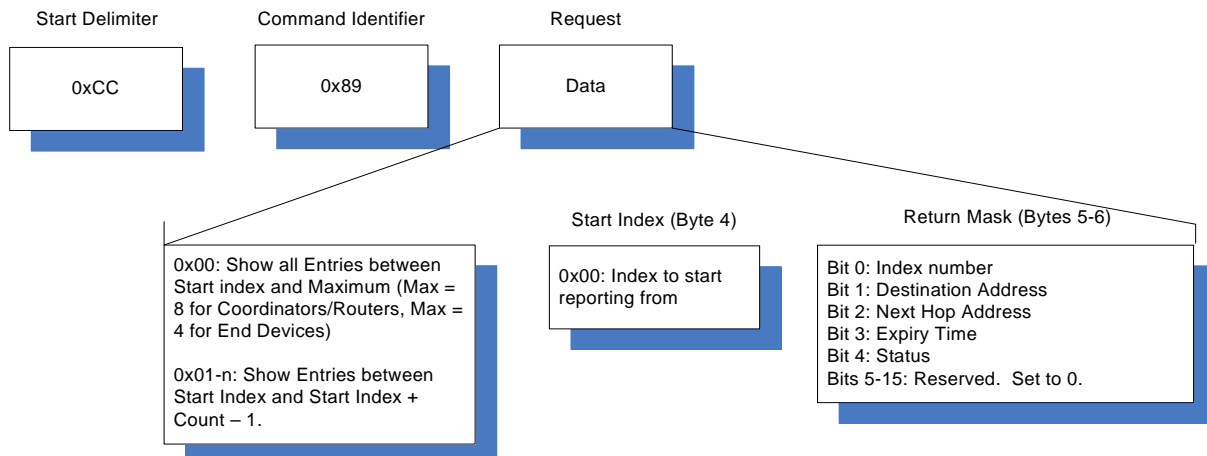 Start Delimiter
Command Identifier
Request
0xCC
0x89
Data
Start Index (Byte 4)
Return Mask (Bytes 5-6)
0x00: Show all Entries between
Start index and Maximum (Max =
8 for Coordinators/Routers, Max =
4 for End Devices)
0x01-n: Show Entries between
Start Index and Start Index +
Count – 1.
0x00: Index to start
reporting from
Bit 0: Index number
Bit 1: Destination Address
Bit 2: Next Hop Address
Bit 3: Expiry Time
Bit 4: Status
Bits 5-15: Reserved.  Set to 0.